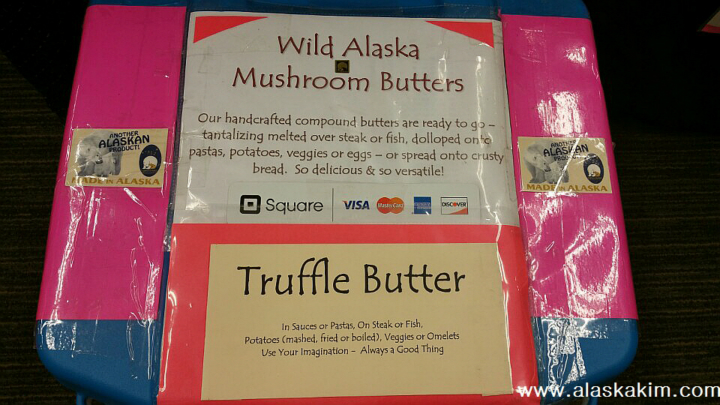 Wild Alaska
Mushroom Butters
Our handcrafted compound butters are ready to go –
tantalizing melted over steak or fish, dolloped onto
pastas, potatoes, veggies or eggs – or spread onto crusty
bread. So delicious & so versatile!
Square VISA MasterCard DISCOVER
ANOTHER
ALASKAN
PRODUCT!
MADE IN ALASKA
ANOTHER
ALASKAN
PRODUCT!
MADE IN ALASKA
Truffle Butter
In Sauces or Pastas, On Steak or Fish,
Potatoes (mashed, fried or boiled), Veggies or Omelets
Use Your Imagination – Always a Good Thing
www.alaskakim.com